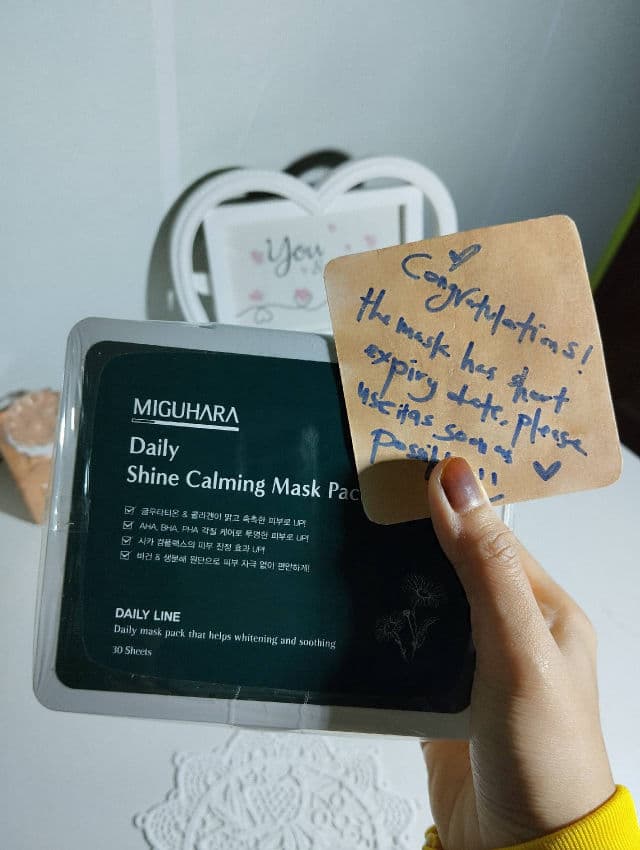 You
&
Congratulations!
the mask has short
expiry date, please
use it as soon as
MIGUHARA
Daily
Shine Calming Mask Pac
글루타티온 & 콜라겐이 맑고 촉촉한 피부로 UP!
AHA, BHA, PHA 각질 케어로 투명한 피부로 UP!
시카 컴플렉스의 피부 진정 효과 UP!
비건 & 생분해 원단으로 피부 자극 없이 편안하게!
DAILY LINE
Daily mask pack that helps whitening and soothing
30 Sheets